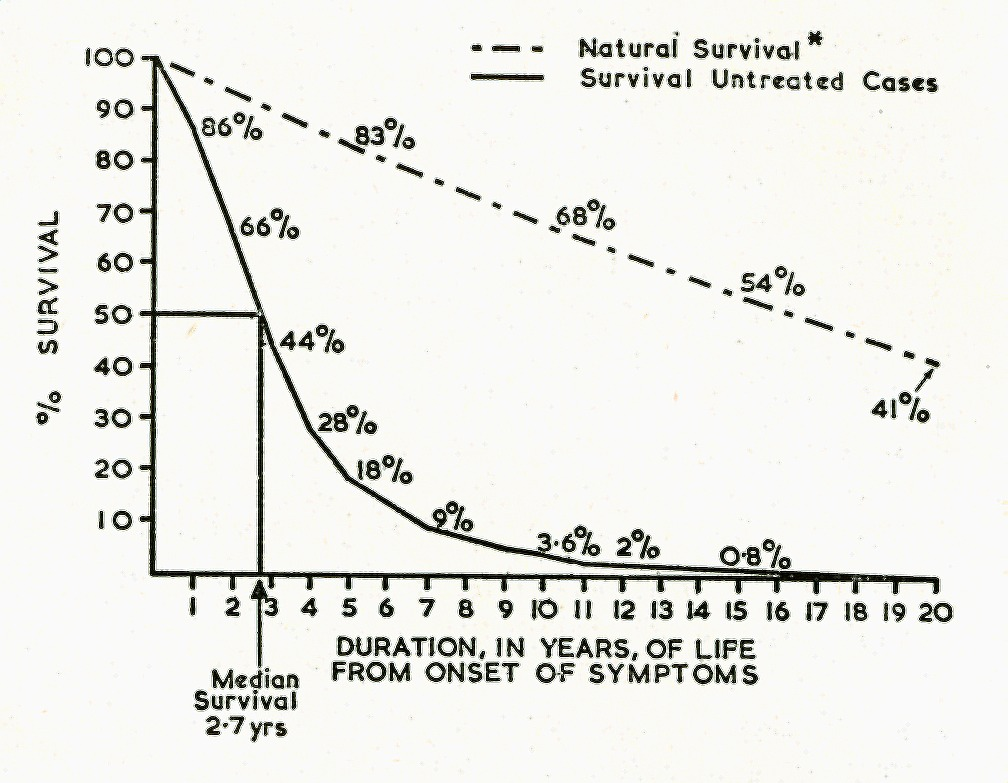 — - — Natural Survival*
—— Survival Untreated Cases
100
90
80
70
60
50
40
30
20
10
% SURVIVAL
86%
66%
44%
28%
18%
9%
3·6%
2%
0·8%
83%
68%
54%
41%
1 2 3 4 5 6 7 8 9 10 11 12 13 14 15 16 17 18 19 20
DURATION, IN YEARS, OF LIFE
FROM ONSET OF SYMPTOMS
Median
Survival
2·7 yrs